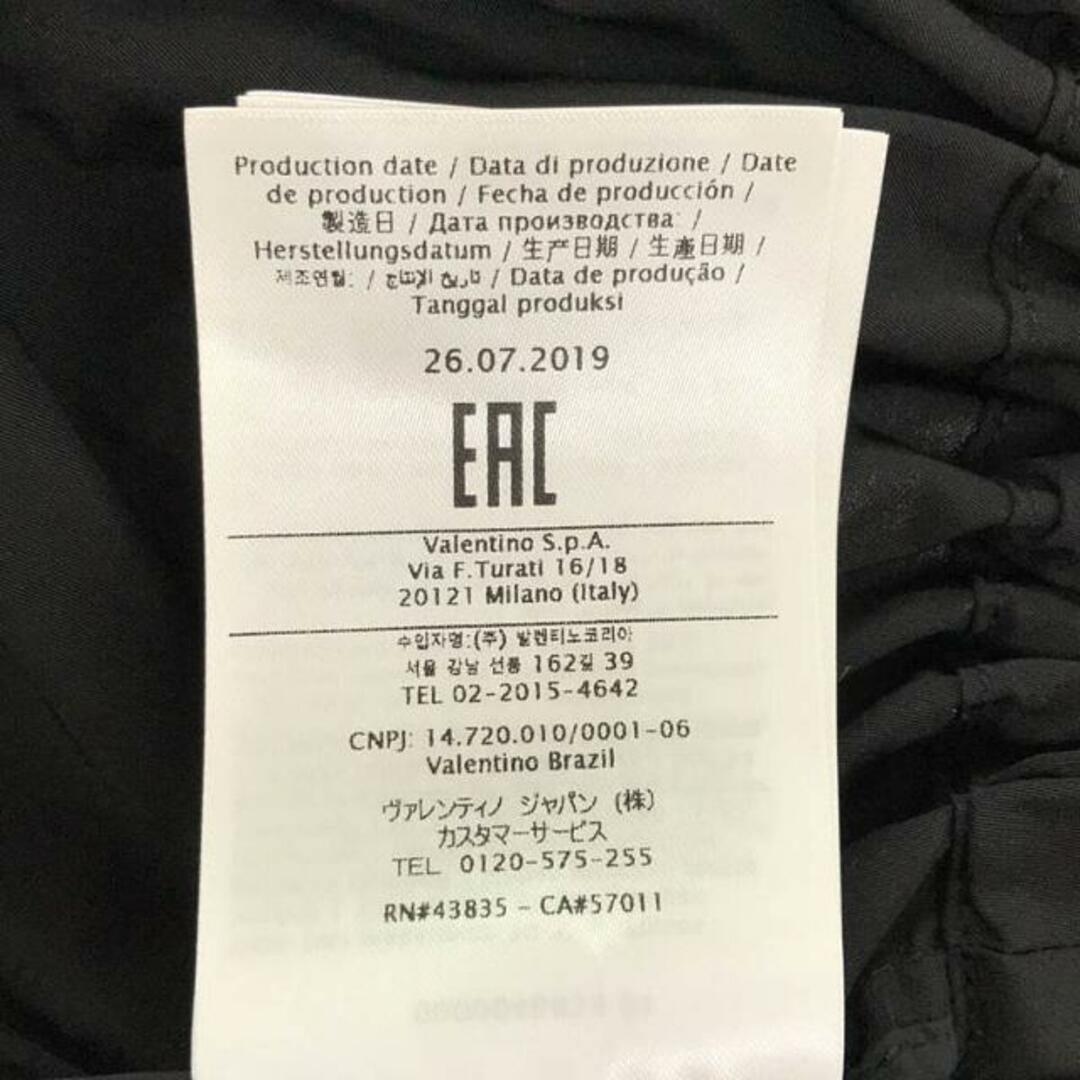 Production date / Data di produzione / Date
de production / Fecha de producción /
製造日 / Дата производства: /
Herstellungsdatum / 生产日期 / 生產日期 /
제조연월: / تاريخ الإنتاج / Data de produção /
Tanggal produksi
26.07.2019
EAC
Valentino S.p.A.
Via F.Turati 16/18
20121 Milano (Italy)
수입자명:(주) 발렌티노코리아
서울 강남 선릉 162길 39
TEL 02-2015-4642
CNPJ: 14.720.010/0001-06
Valentino Brazil
ヴァレンティノ ジャパン (株)
カスタマーサービス
TEL 0120-575-255
RN#43835 - CA#57011